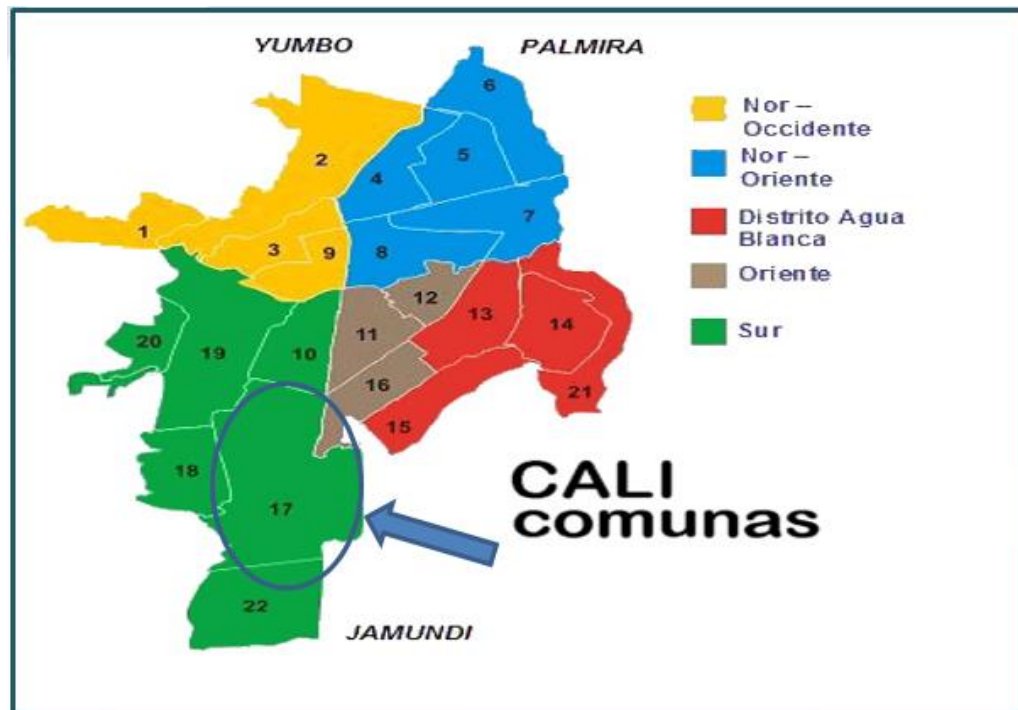 YUMBO
PALMIRA
6
2
5
4
7
1
3
9
8
12
13
14
11
20
19
10
16
21
15
18
17
22
JAMUNDI
Nor –
Occidente
Nor –
Oriente
Distrito Agua
Blanca
Oriente
Sur
CALI
comunas